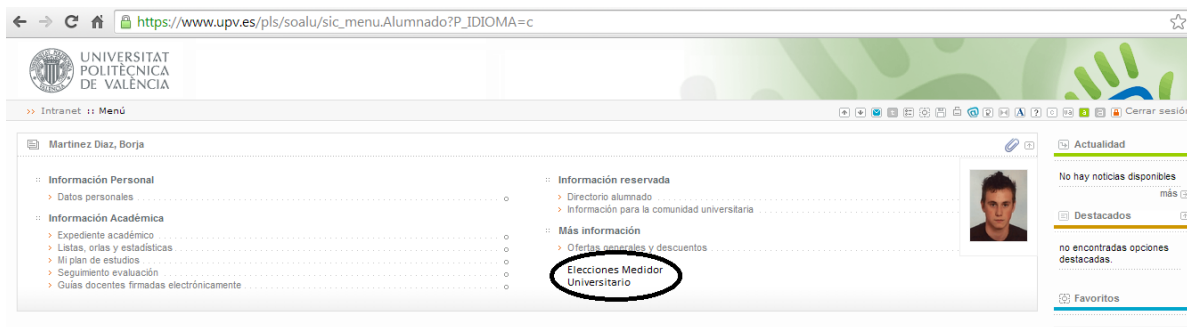 https://www.upv.es/pls/soalu/sic_menu.Alumnado?P_IDIOMA=c
UNIVERSITAT
POLITÈCNICA
DE VALÈNCIA
>> Intranet :: Menú
Cerrar sesión
Martinez Diaz, Borja
Información Personal
> Datos personales
Información Académica
> Expediente académico
> Listas, orlas y estadísticas
> Mi plan de estudios
> Seguimiento evaluación
> Guías docentes firmadas electrónicamente
Información reservada
> Directorio alumnado
> Información para la comunidad universitaria
Más información
> Ofertas generales y descuentos
Elecciones Medidor
Universitario
Actualidad
No hay noticias disponibles
más
Destacados
no encontradas opciones
destacadas.
Favoritos